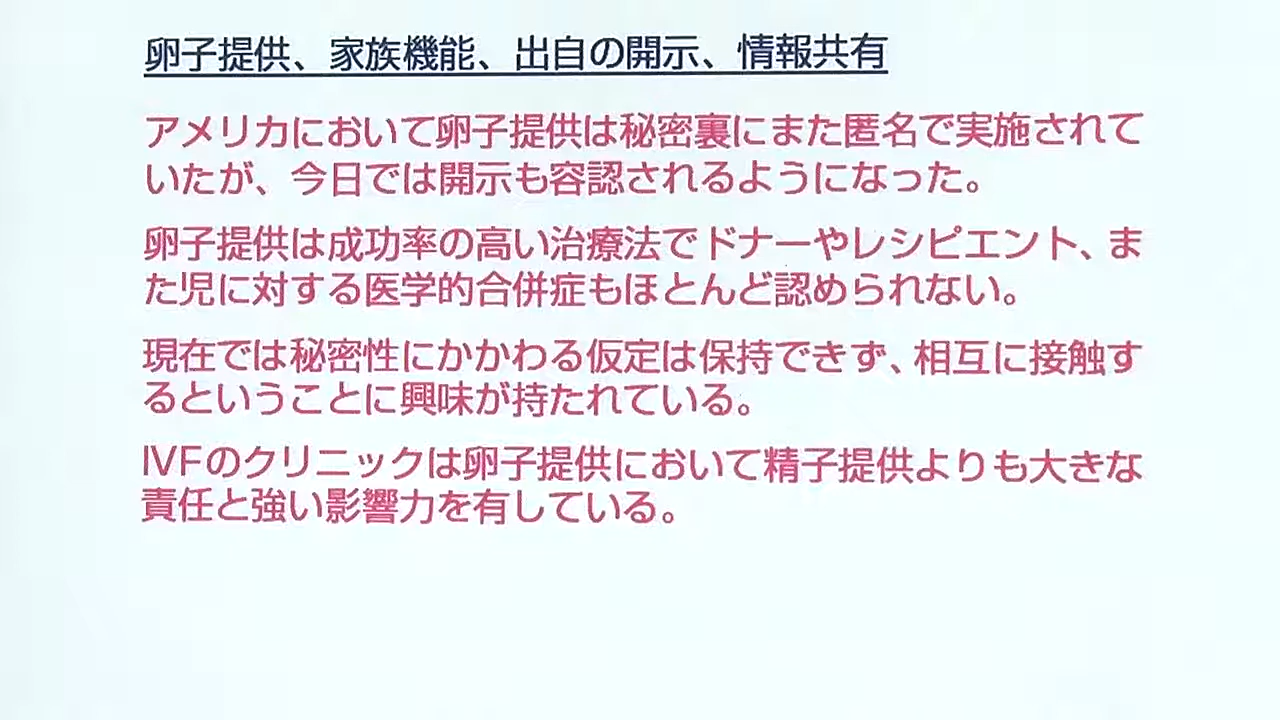 卵子提供、家族機能、出自の開示、情報共有
アメリカにおいて卵子提供は秘密裏にまた匿名で実施されて
いたが、今日では開示も容認されるようになった。
卵子提供は成功率の高い治療法でドナーやレシピエント、ま
た児に対する医学的合併症もほとんど認められない。
現在では秘密性にかかわる仮定は保持できず、相互に接触す
るということに興味が持たれている。
IVFのクリニックは卵子提供において精子提供よりも大きな
責任と強い影響力を有している。